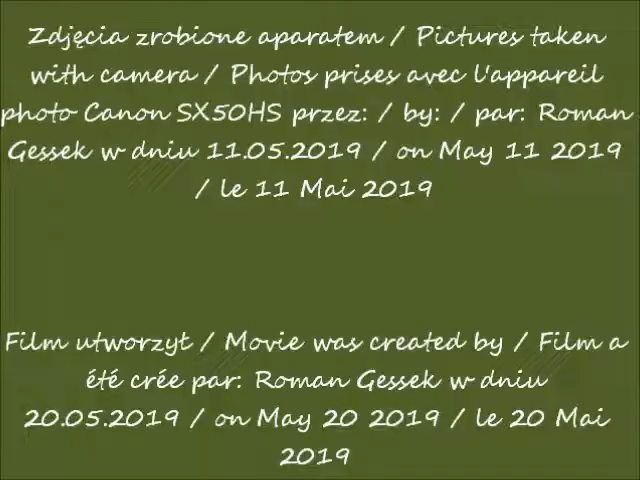 Zdjęcia zrobione aparatem / Pictures taken
with camera / Photos prises avec l'appareil
photo Canon SX50HS przez: / by: / par: Roman
Gessek w dniu 11.05.2019 / on May 11 2019
/ le 11 Mai 2019
Film utworzył / Movie was created by / Film a
été crée par: Roman Gessek w dniu
20.05.2019 / on May 20 2019 / le 20 Mai
2019